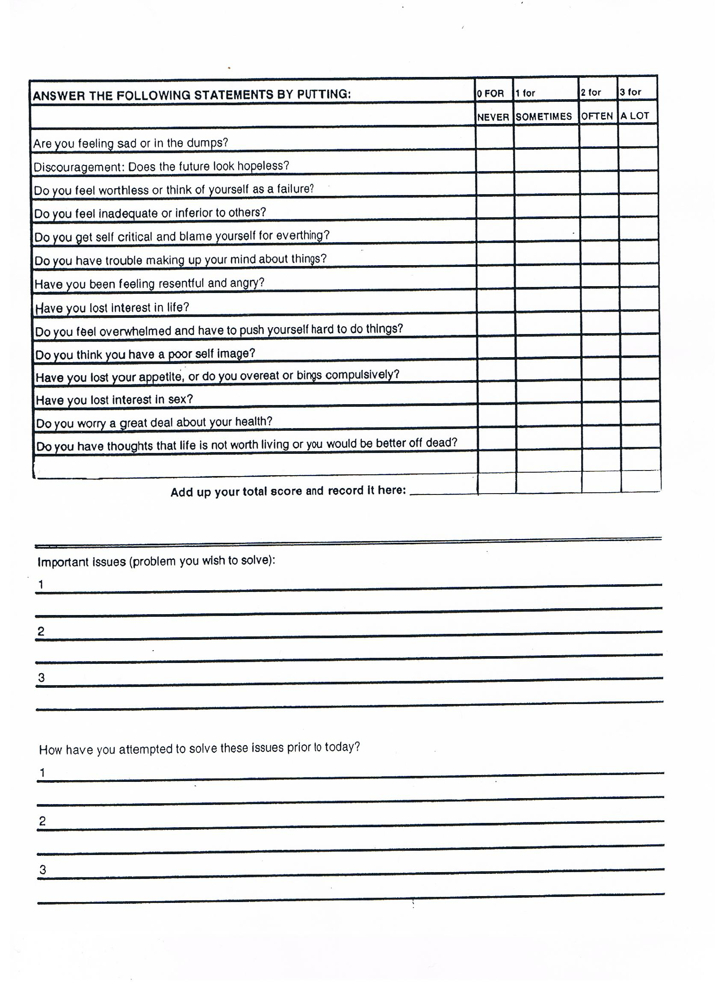 ANSWER THE FOLLOWING STATEMENTS BY PUTTING: 0 FOR 1 for 2 for 3 for
NEVER SOMETIMES OFTEN A LOT
Are you feeling sad or in the dumps?
Discouragement: Does the future look hopeless?
Do you feel worthless or think of yourself as a failure?
Do you feel inadequate or inferior to others?
Do you get self critical and blame yourself for everthing?
Do you have trouble making up your mind about things?
Have you been feeling resentful and angry?
Have you lost interest in life?
Do you feel overwhelmed and have to push yourself hard to do things?
Do you think you have a poor self image?
Have you lost your appetite, or do you overeat or bings compulsively?
Have you lost interest in sex?
Do you worry a great deal about your health?
Do you have thoughts that life is not worth living or you would be better off dead?
Add up your total score and record it here:
Important issues (problem you wish to solve):
1
2
3
How have you attempted to solve these issues prior to today?
1
2
3